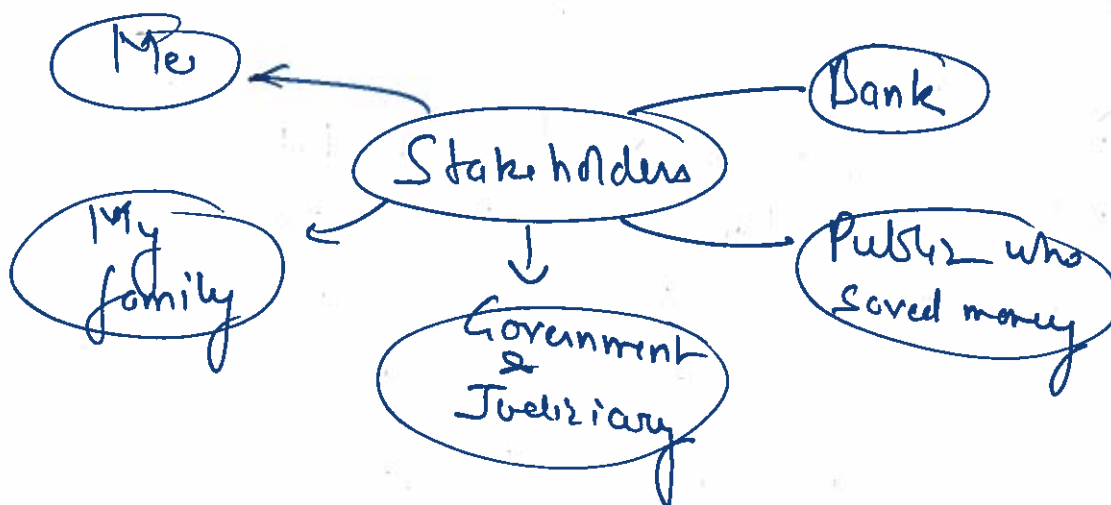 Me
Bank
Stakeholders
My
family
Public who
saved money
Government
&
Judiciary